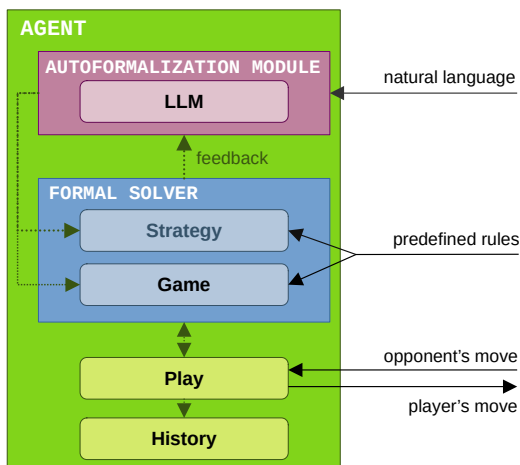 AGENT
AUTOFORMALIZATION MODULE
LLM
natural language
feedback
FORMAL SOLVER
Strategy
predefined rules
Game
opponent's move
Play
player's move
History